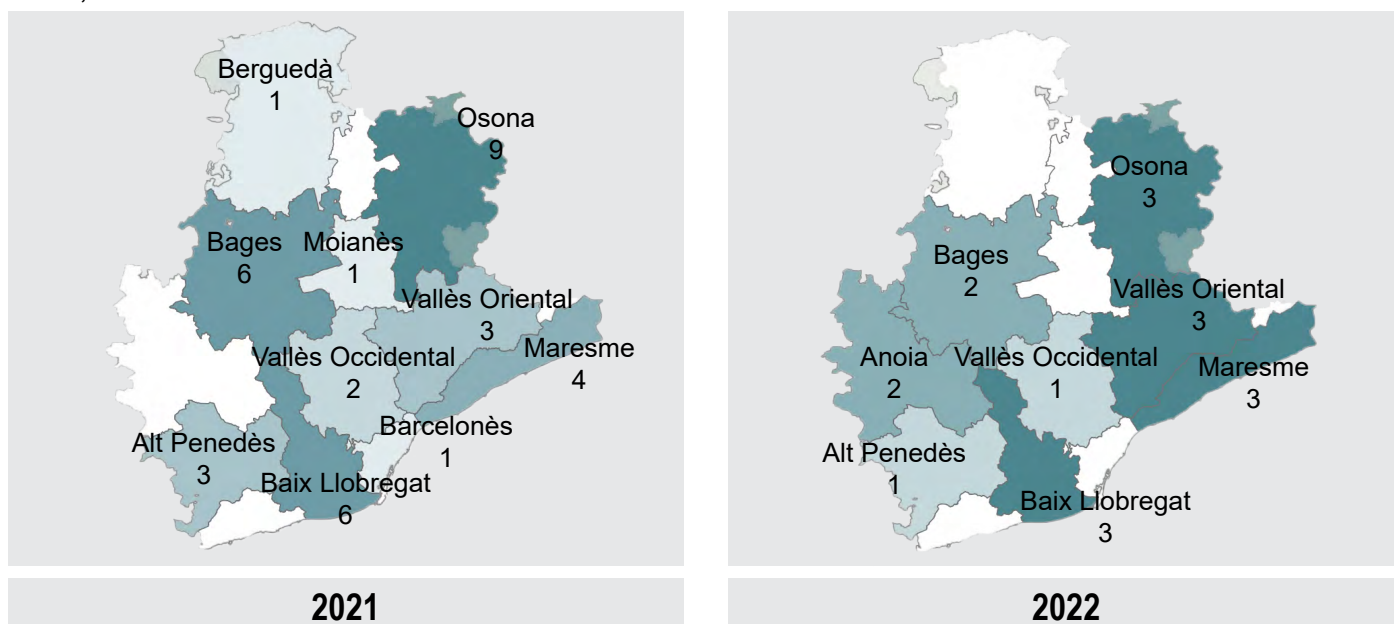 Berguedà
1
Osona
9
Bages
6
Moianès
1
Vallès Oriental
3
Vallès Occidental
2
Maresme
4
Barcelonès
1
Alt Penedès
3
Baix Llobregat
6
2021
Osona
3
Bages
2
Vallès Oriental
3
Anoia
2
Vallès Occidental
1
Maresme
3
Alt Penedès
1
Baix Llobregat
3
2022